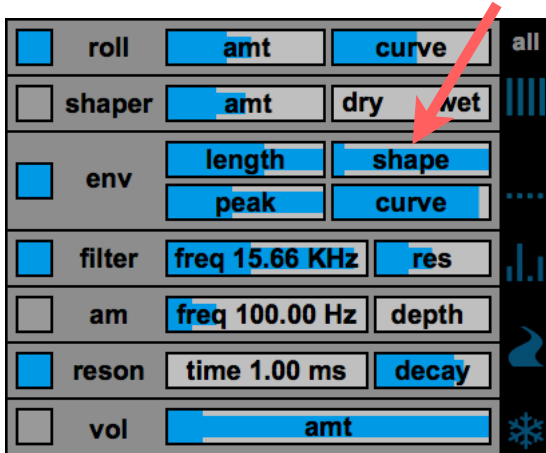 roll amt curve all
shaper amt dry wet
env length shape
peak curve
filter freq 15.66 KHz res
am freq 100.00 Hz depth
reson time 1.00 ms decay
vol amt